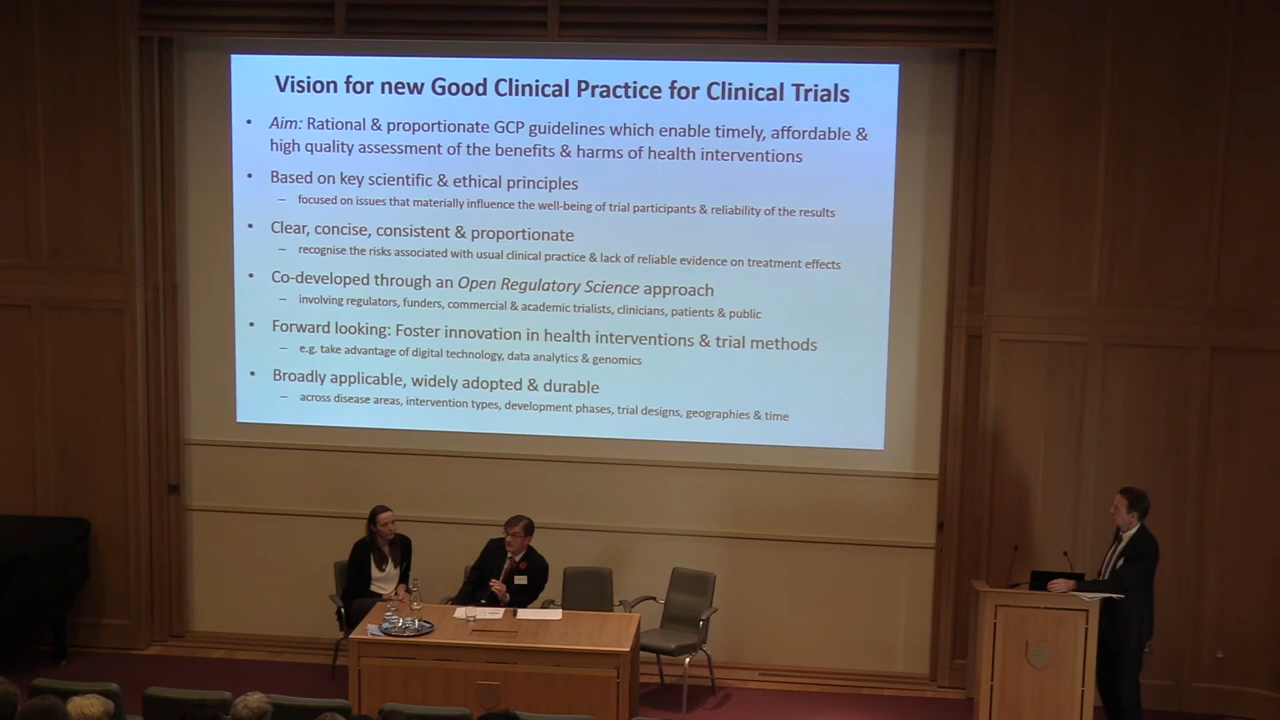 Vision for new Good Clinical Practice for Clinical Trials
• Aim: Rational & proportionate GCP guidelines which enable timely, affordable &
high quality assessment of the benefits & harms of health interventions
• Based on key scientific & ethical principles
– focused on issues that materially influence the well-being of trial participants & reliability of the results
• Clear, concise, consistent & proportionate
– recognise the risks associated with usual clinical practice & lack of reliable evidence on treatment effects
• Co-developed through an Open Regulatory Science approach
– involving regulators, funders, commercial & academic trialists, clinicians, patients & public
• Forward looking: Foster innovation in health interventions & trial methods
– e.g. take advantage of digital technology, data analytics & genomics
• Broadly applicable, widely adopted & durable
– across disease areas, intervention types, development phases, trial designs, geographies & time